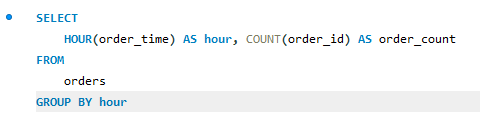 SELECT
HOUR(order_time) AS hour, COUNT(order_id) AS order_count
FROM
orders
GROUP BY hour